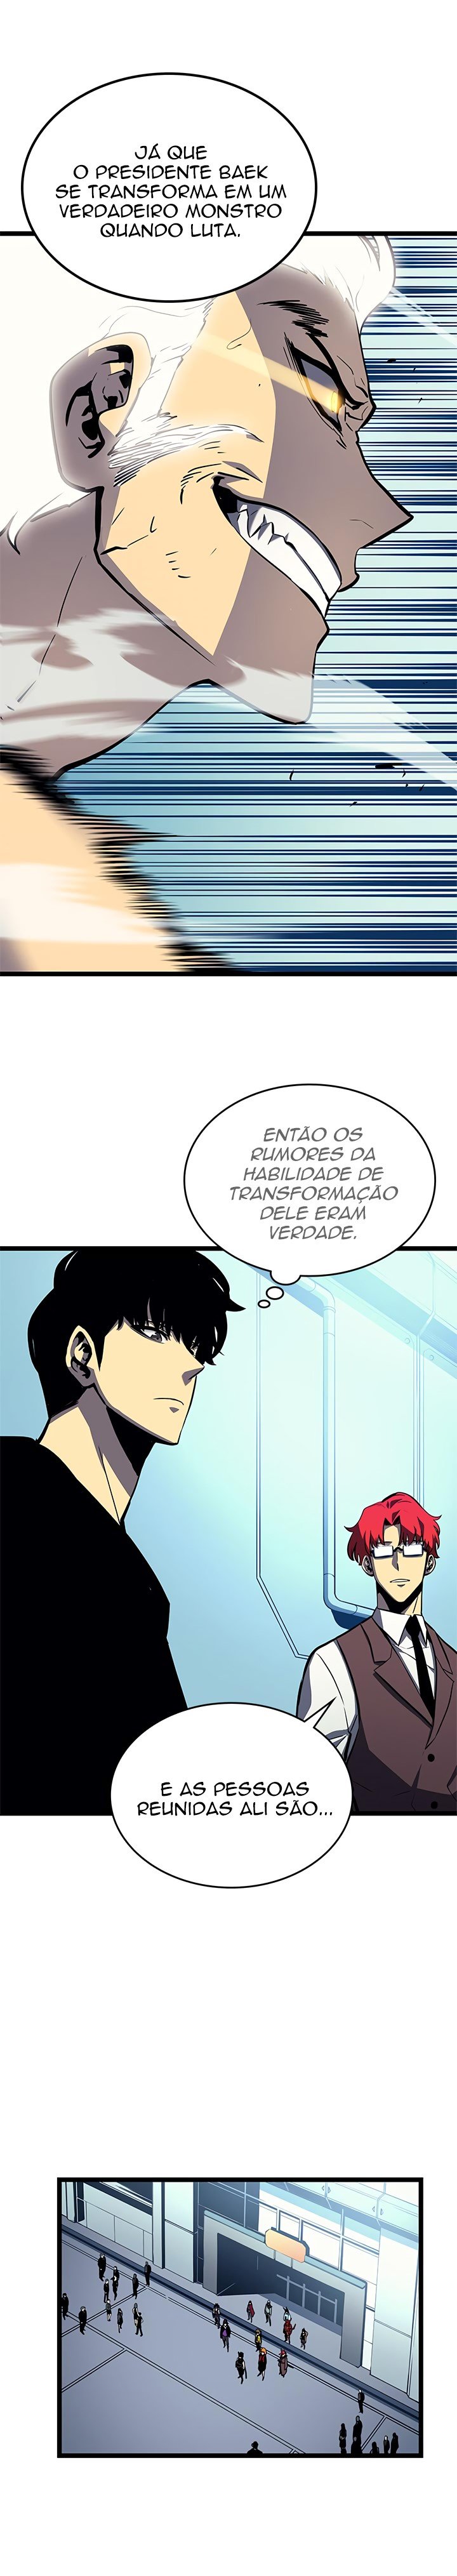 JÁ QUE
O PRESIDENTE BAEK
SE TRANSFORMA EM UM
VERDADEIRO MONSTRO
QUANDO LUTA.
ENTÃO OS
RUMORES DA
HABILIDADE DE
TRANSFORMAÇÃO
DELE ERAM
VERDADE.
E AS PESSOAS
REUNIDAS ALI SÃO...